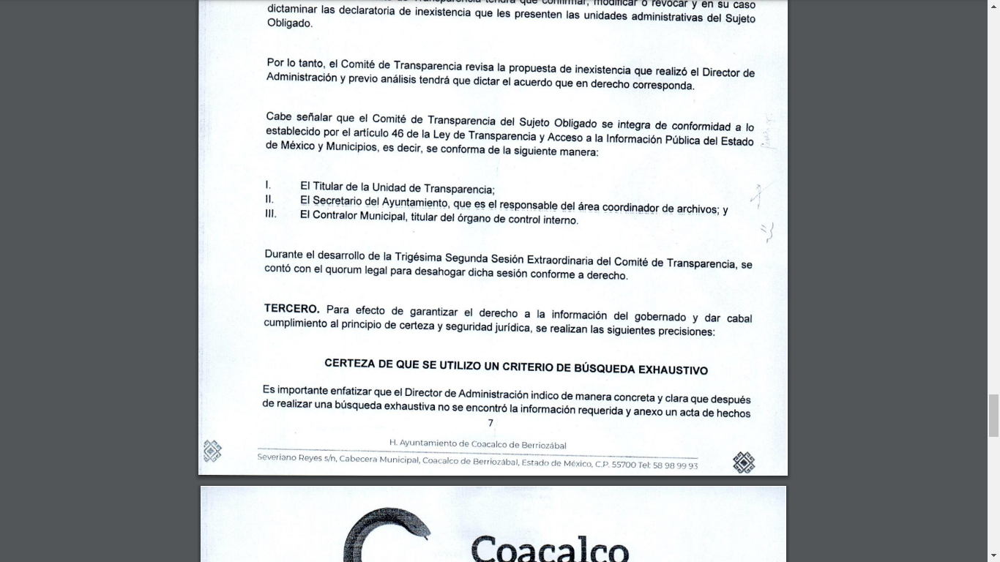 de Transparencia tendrá que confirmar, modificar o revocar y en su caso
dictaminar las declaratoria de inexistencia que les presenten las unidades administrativas del Sujeto
Obligado.
Por lo tanto, el Comité de Transparencia revisa la propuesta de inexistencia que realizó el Director de
Administración y previo análisis tendrá que dictar el acuerdo que en derecho corresponda.
Cabe señalar que el Comité de Transparencia del Sujeto Obligado se integra de conformidad a lo
establecido por el artículo 46 de la Ley de Transparencia y Acceso a la Información Pública del Estado
de México y Municipios, es decir, se conforma de la siguiente manera:
I. El Titular de la Unidad de Transparencia;
II. El Secretario del Ayuntamiento, que es el responsable del área coordinador de archivos; y
III. El Contralor Municipal, titular del órgano de control interno.
Durante el desarrollo de la Trigésima Segunda Sesión Extraordinaria del Comité de Transparencia, se
contó con el quorum legal para desahogar dicha sesión conforme a derecho.
TERCERO. Para efecto de garantizar el derecho a la información del gobernado y dar cabal
cumplimiento al principio de certeza y seguridad jurídica, se realizan las siguientes precisiones:
CERTEZA DE QUE SE UTILIZO UN CRITERIO DE BÚSQUEDA EXHAUSTIVO
Es importante enfatizar que el Director de Administración indico de manera concreta y clara que después
de realizar una búsqueda exhaustiva no se encontró la información requerida y anexo un acta de hechos
7
H. Ayuntamiento de Coacalco de Berriozábal
Severiano Reyes s/n, Cabecera Municipal, Coacalco de Berriozábal, Estado de México, C.P. 55700 Tel: 58 98 99 93
Coacalco